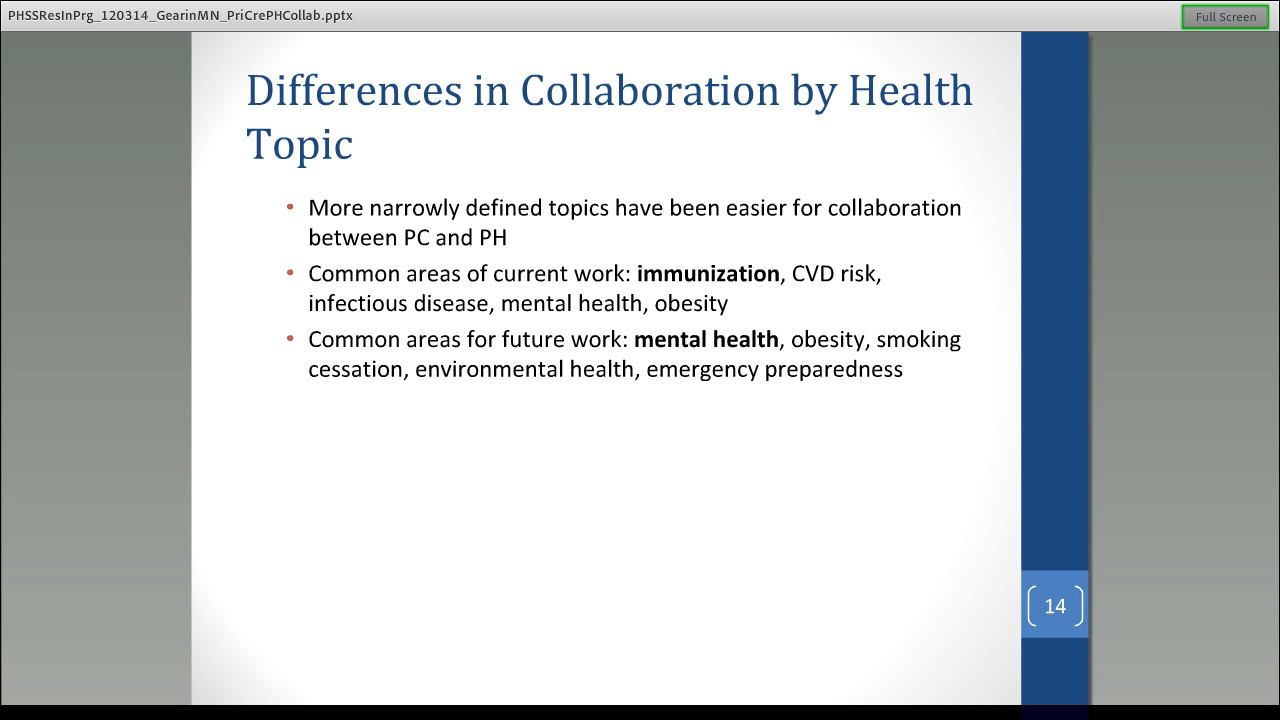 PHSSResInPrg_120314_GearinMN_PriCrePHCollab.pptx
Full Screen
Differences in Collaboration by Health
Topic
• More narrowly defined topics have been easier for collaboration
between PC and PH
• Common areas of current work: immunization, CVD risk,
infectious disease, mental health, obesity
• Common areas for future work: mental health, obesity, smoking
cessation, environmental health, emergency preparedness
14